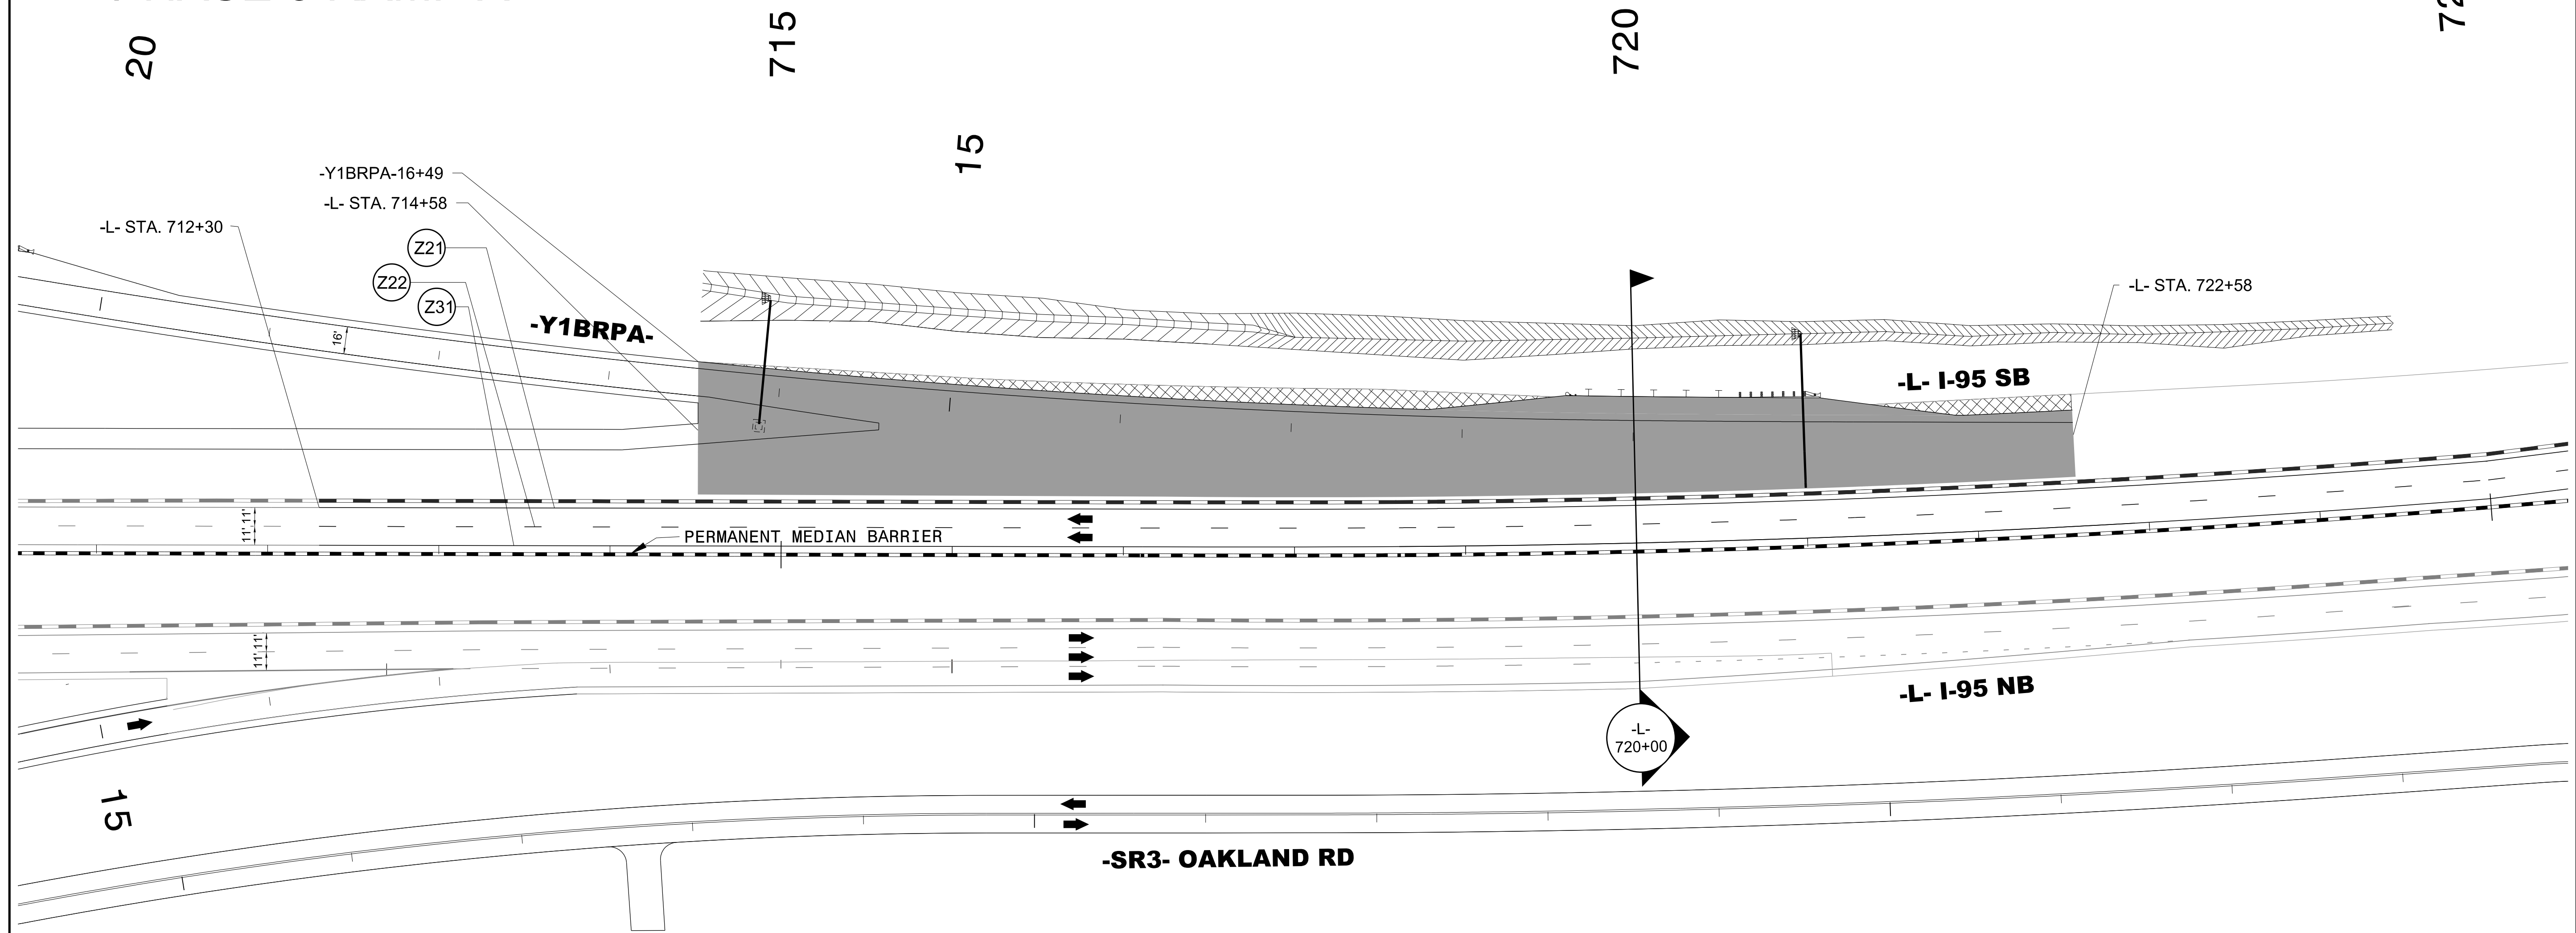 20
715
720
15
-Y1BRPA-16+49
-L- STA. 714+58
-L- STA. 712+30
Z21
Z22
Z31
-Y1BRPA-
16'
-L- STA. 722+58
-L- I-95 SB
11' 11'
PERMANENT MEDIAN BARRIER
11' 11'
-L- I-95 NB
-L-
720+00
15
-SR3- OAKLAND RD